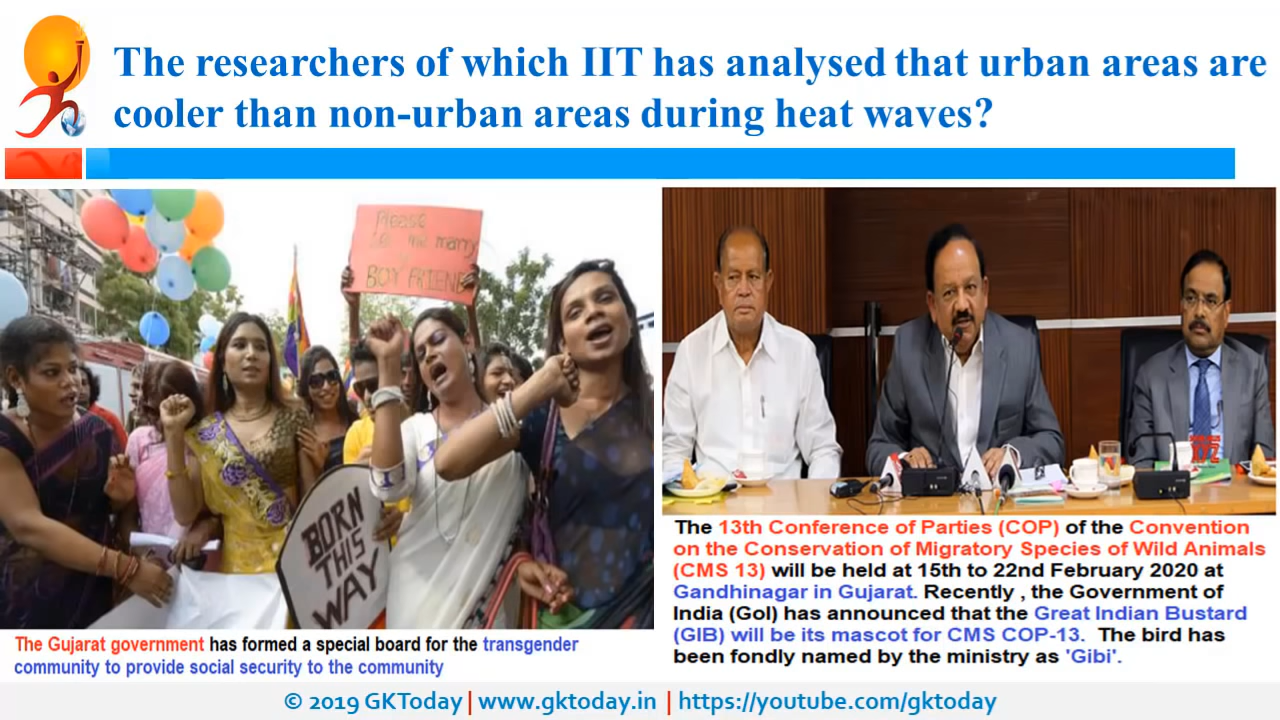 The researchers of which IIT has analysed that urban areas are
cooler than non-urban areas during heat waves?
Please
me marry
BOY FRIEND
BORN
THIS
WAY
The Gujarat government has formed a special board for the transgender
community to provide social security to the community
The 13th Conference of Parties (COP) of the Convention
on the Conservation of Migratory Species of Wild Animals
(CMS 13) will be held at 15th to 22nd February 2020 at
Gandhinagar in Gujarat. Recently , the Government of
India (GoI) has announced that the Great Indian Bustard
(GIB) will be its mascot for CMS COP-13. The bird has
been fondly named by the ministry as 'Gibi'.
© 2019 GKToday | www.gktoday.in | https://youtube.com/gktoday